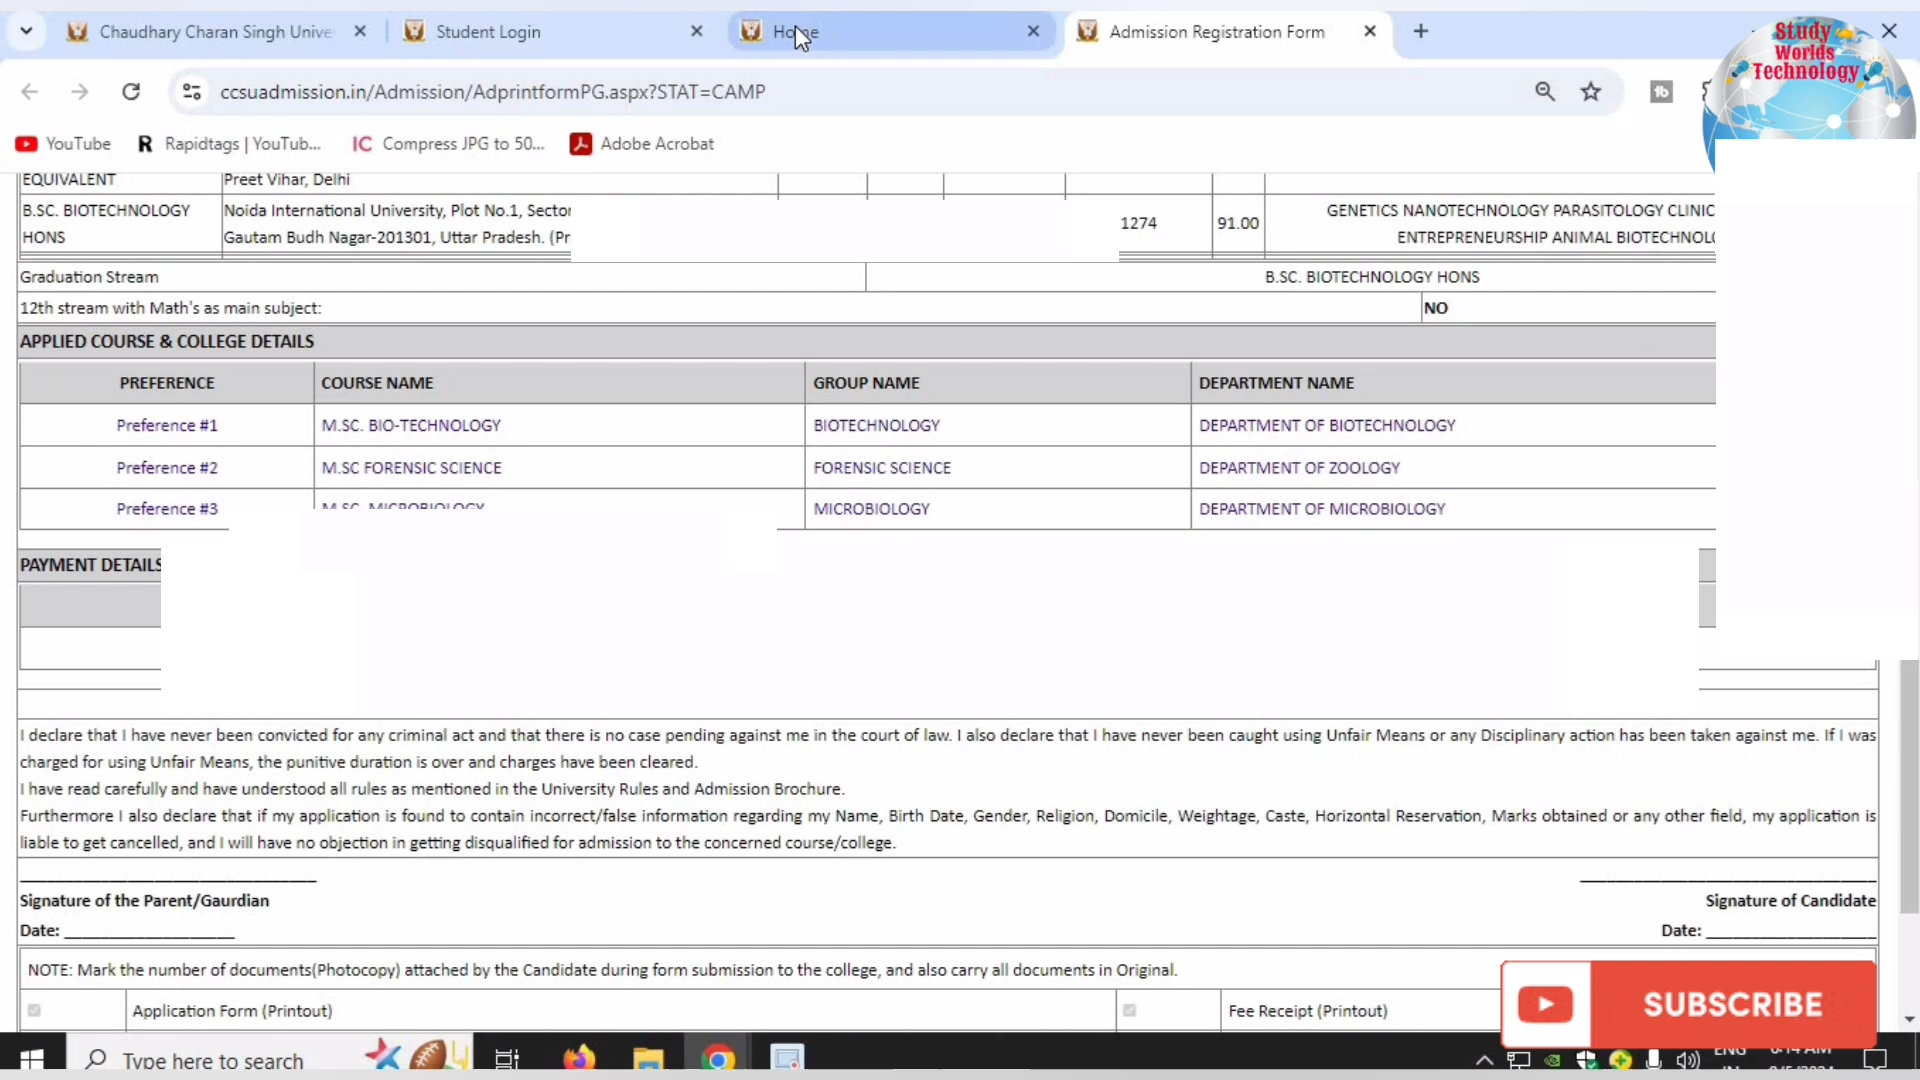 Chaudhary Charan Singh Unive
Student Login
Home
Admission Registration Form
Study
Worlds
Technology
ccsuadmission.in/Admission/AdprintformPG.aspx?STAT=CAMP
YouTube
Rapidtags | YouTub...
IC Compress JPG to 50...
Adobe Acrobat
EQUIVALENT
Preet Vihar, Delhi
B.SC. BIOTECHNOLOGY
HONS
Noida International University, Plot No.1, Sector
Gautam Budh Nagar-201301, Uttar Pradesh. (Pr
1274
91.00
GENETICS NANOTECHNOLOGY PARASITOLOGY CLINIC
ENTREPRENEURSHIP ANIMAL BIOTECHNOLO
Graduation Stream
B.SC. BIOTECHNOLOGY HONS
12th stream with Math's as main subject:
NO
APPLIED COURSE & COLLEGE DETAILS
PREFERENCE
COURSE NAME
GROUP NAME
DEPARTMENT NAME
Preference #1
M.SC. BIO-TECHNOLOGY
BIOTECHNOLOGY
DEPARTMENT OF BIOTECHNOLOGY
Preference #2
M.SC FORENSIC SCIENCE
FORENSIC SCIENCE
DEPARTMENT OF ZOOLOGY
Preference #3
M.SC. MICROBIOLOGY
MICROBIOLOGY
DEPARTMENT OF MICROBIOLOGY
PAYMENT DETAILS
I declare that I have never been convicted for any criminal act and that there is no case pending against me in the court of law. I also declare that I have never been caught using Unfair Means or any Disciplinary action has been taken against me. If I was
charged for using Unfair Means, the punitive duration is over and charges have been cleared.
I have read carefully and have understood all rules as mentioned in the University Rules and Admission Brochure.
Furthermore I also declare that if my application is found to contain incorrect/false information regarding my Name, Birth Date, Gender, Religion, Domicile, Weightage, Caste, Horizontal Reservation, Marks obtained or any other field, my application is
liable to get cancelled, and I will have no objection in getting disqualified for admission to the concerned course/college.
Signature of the Parent/Gaurdian
Signature of Candidate
Date:
Date:
NOTE: Mark the number of documents(Photocopy) attached by the Candidate during form submission to the college, and also carry all documents in Original.
Application Form (Printout)
Fee Receipt (Printout)
SUBSCRIBE
Type here to search
ENG